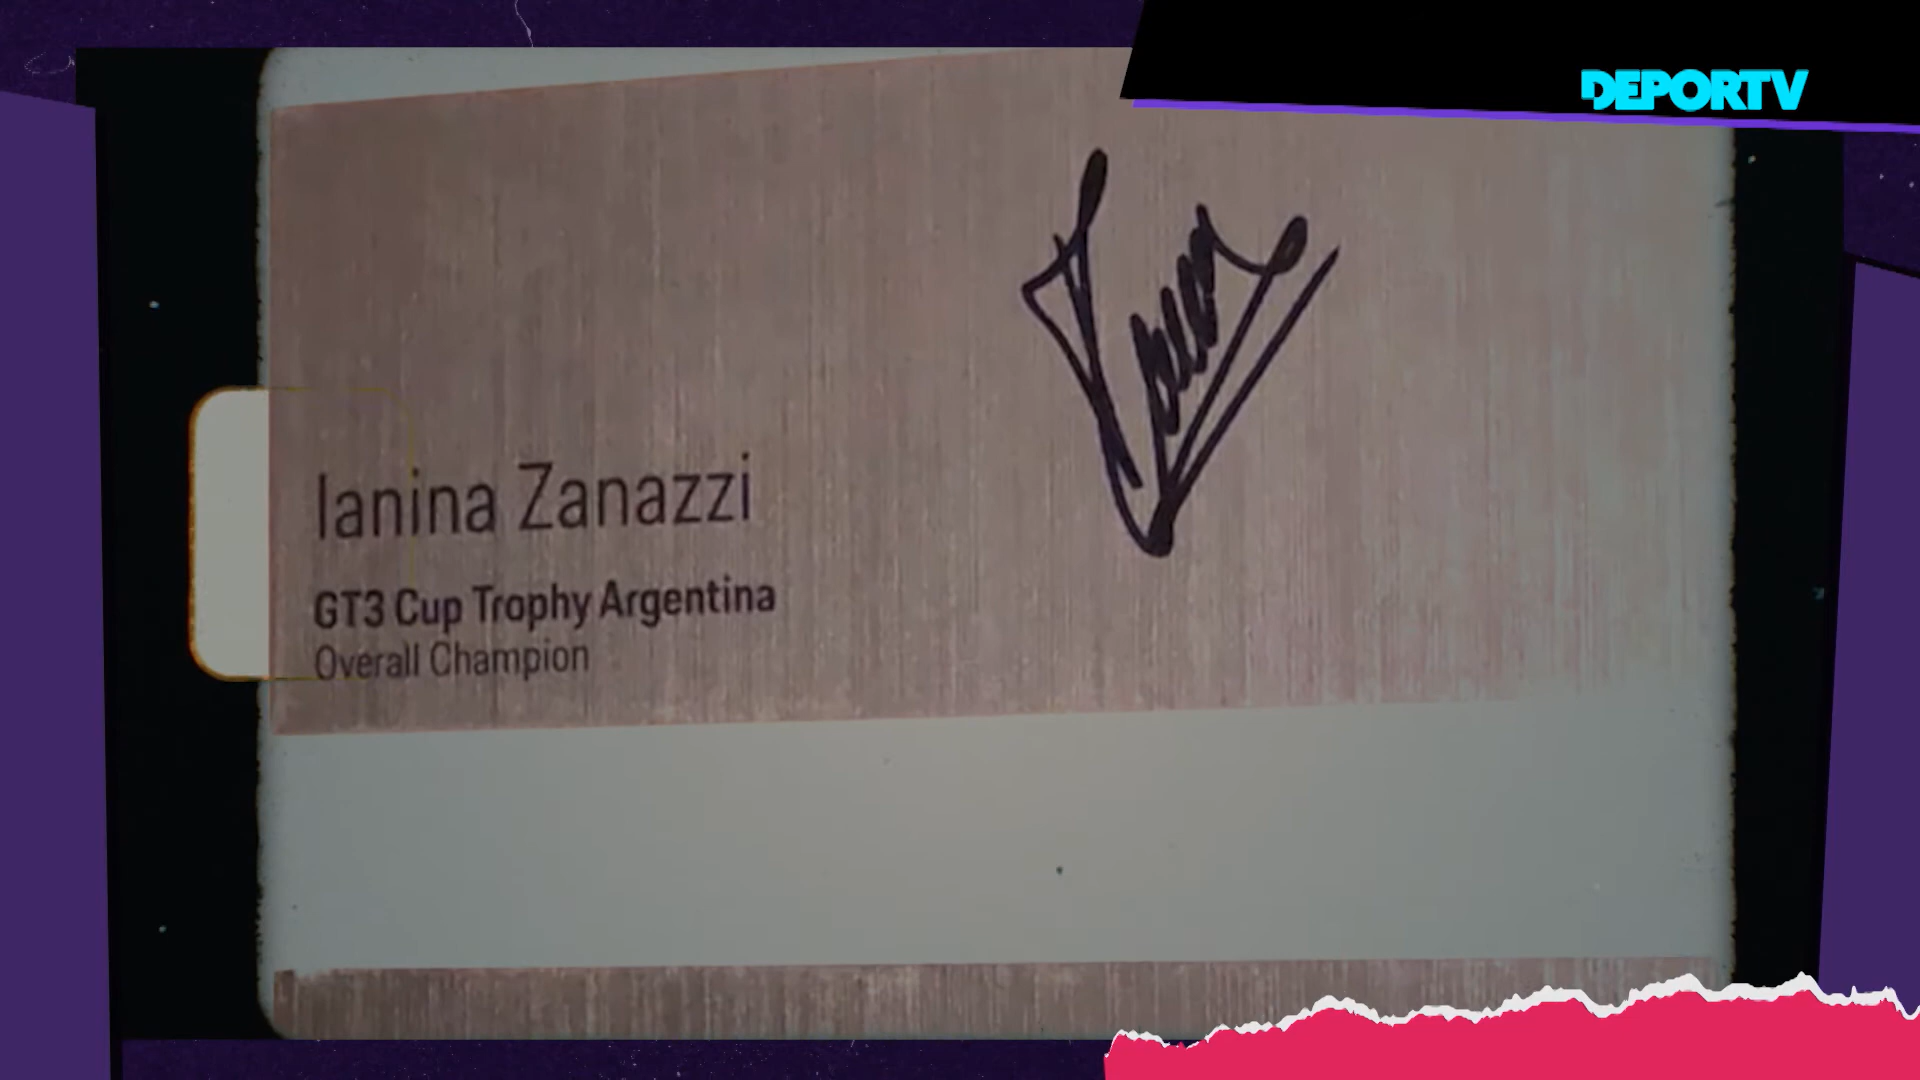 DEPORTV
Ianina Zanazzi
GT3 Cup Trophy Argentina
Overall Champion